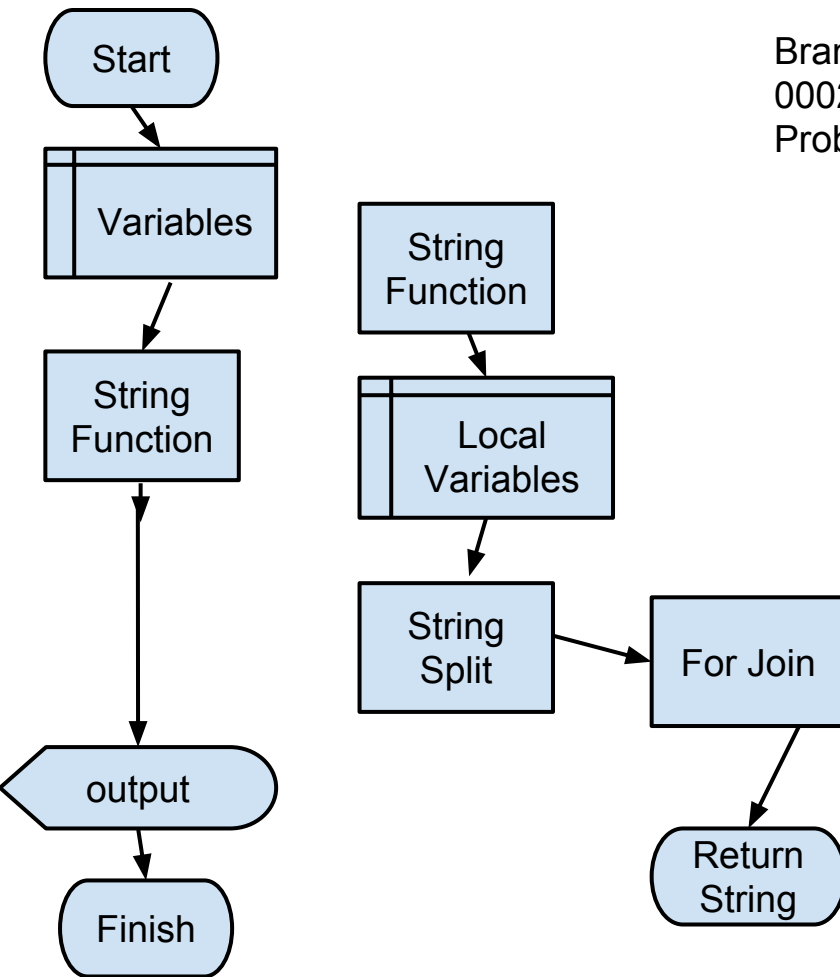 Start
Variables
String
Function
output
Finish
String
Function
Local
Variables
String
Split
For Join
Return
String